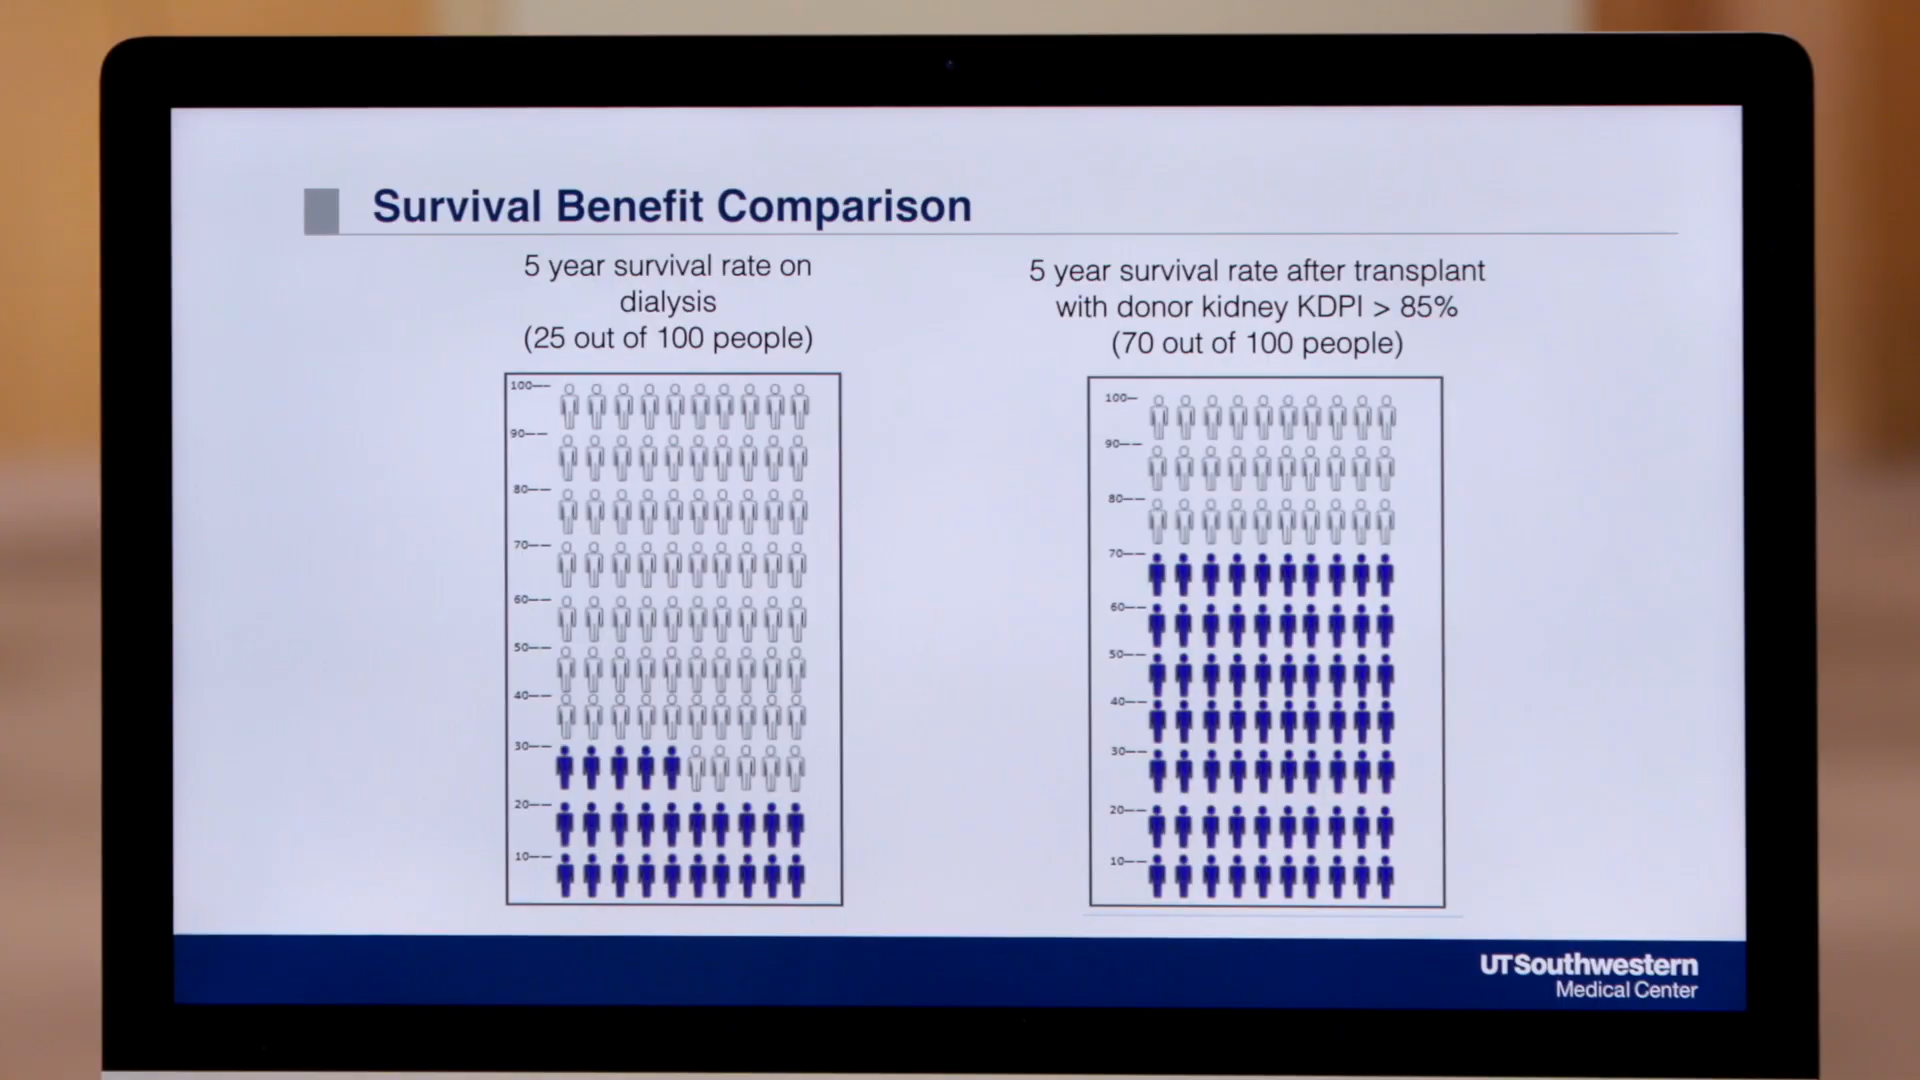 Survival Benefit Comparison
5 year survival rate on
dialysis
(25 out of 100 people)
100
90
80
70
60
50
40
30
20
10
5 year survival rate after transplant
with donor kidney KDPI > 85%
(70 out of 100 people)
100
90
80
70
60
50
40
30
20
10
UTSouthwestern
Medical Center